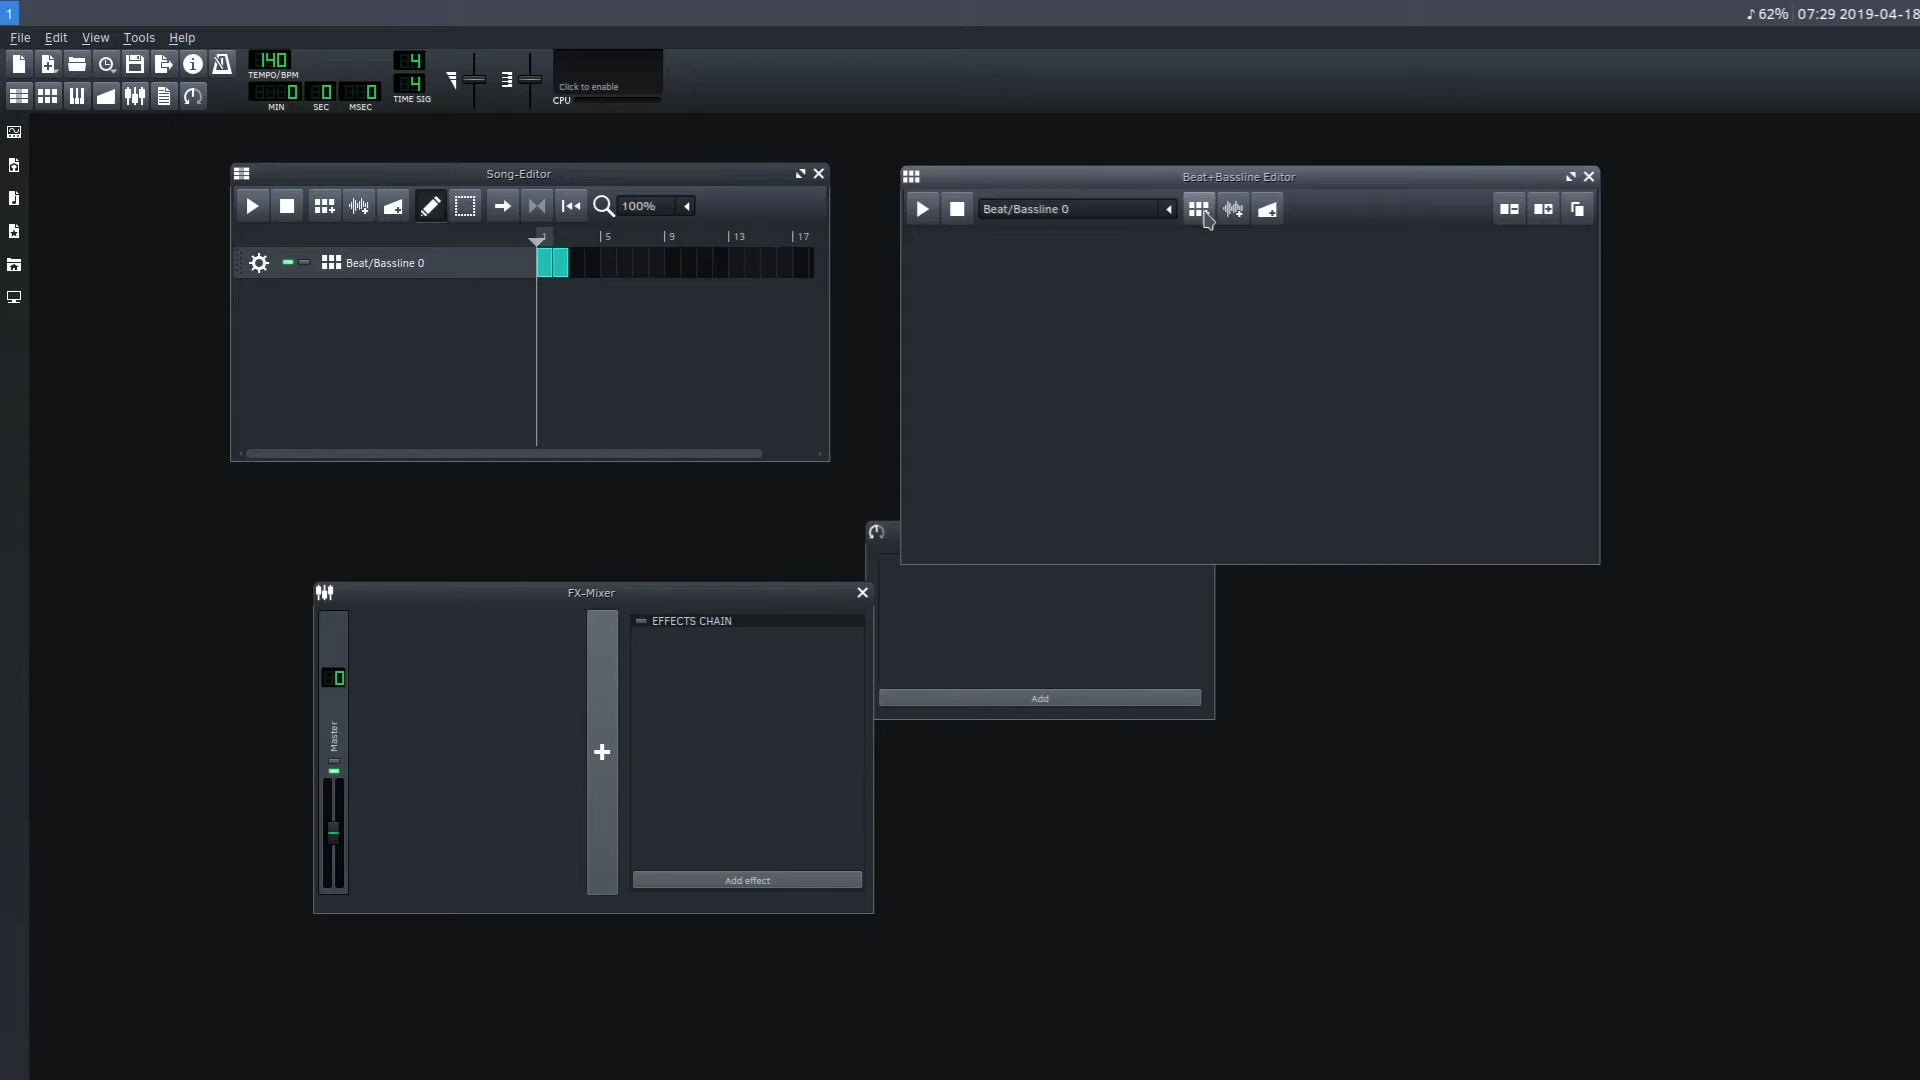 1
♪ 62% 07:29 2019-04-18
File Edit View Tools Help
140
TEMPO/BPM
0 0 0
MIN SEC MSEC
4
4
TIME SIG
Click to enable
CPU
Song-Editor
100%
1 5 9 13 17
Beat/Bassline 0
Beat+Bassline Editor
Beat/Bassline 0
Add
FX-Mixer
0
Master
EFFECTS CHAIN
Add effect